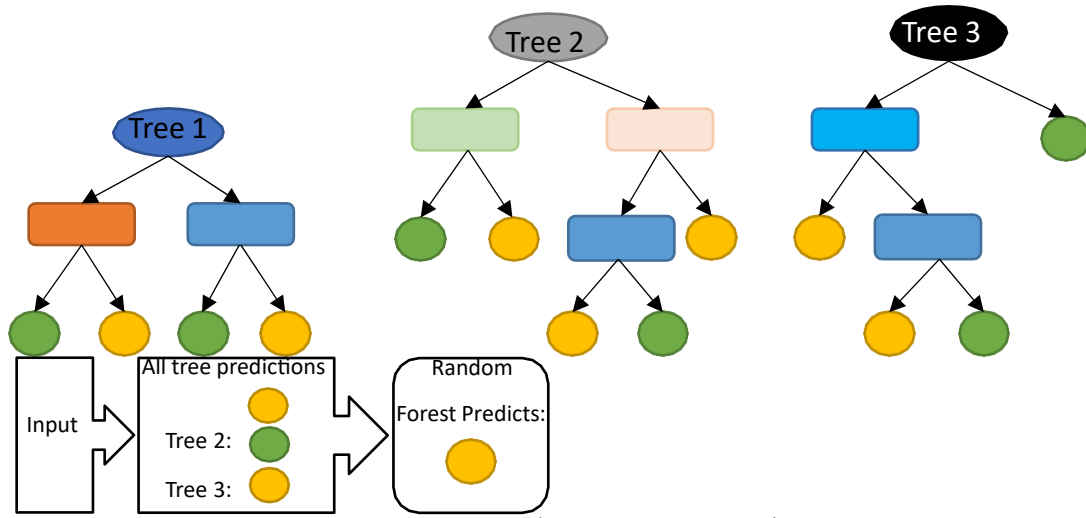 Tree 1
Tree 2
Tree 3
Input
All tree predictions
Tree 2:
Tree 3:
Random
Forest Predicts: